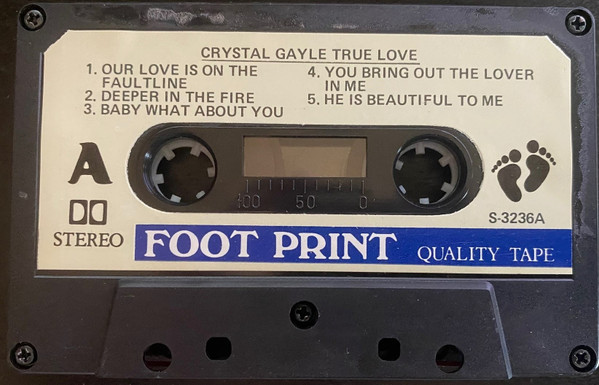 CRYSTAL GAYLE TRUE LOVE
1. OUR LOVE IS ON THE
FAULTLINE
2. DEEPER IN THE FIRE
3. BABY WHAT ABOUT YOU
4. YOU BRING OUT THE LOVER
IN ME
5. HE IS BEAUTIFUL TO ME
A
100 50 0
S-3236A
STEREO
FOOT PRINT QUALITY TAPE